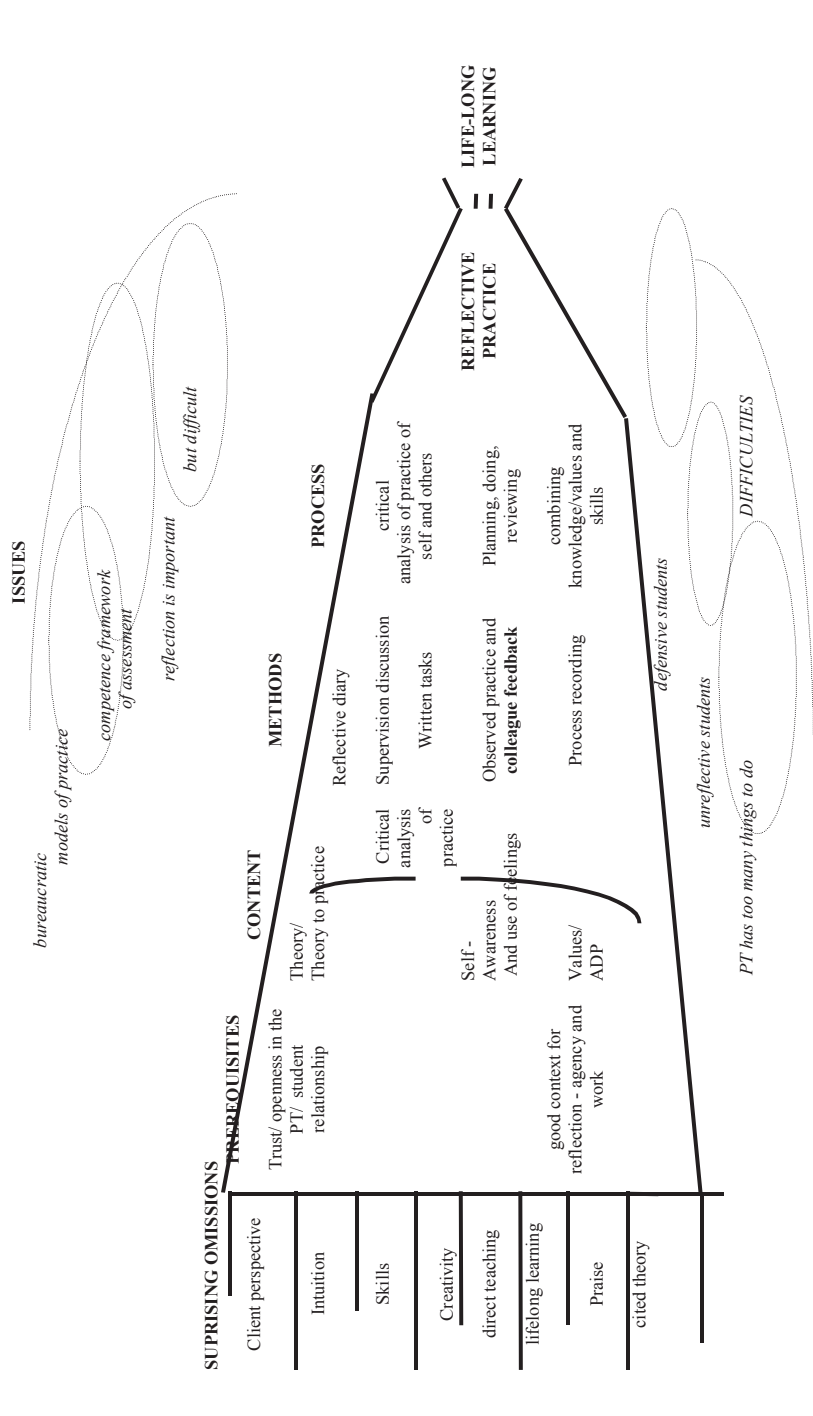 ISSUES
bureaucratic
models of practice
competence framework
of assessment
reflection is important
but difficult
SUPRISING OMISSIONS
Client perspective
Intuition
Skills
Creativity
direct teaching
lifelong learning
Praise
cited theory
PREREQUISITES
Trust/ openness in the
PT/ student
relationship
good context for
reflection - agency and
work
CONTENT
Theory/
Theory to practice
Critical
analysis
of
practice
Self -
Awareness
And use of feelings
Values/
ADP
METHODS
Reflective diary
Supervision discussion
Written tasks
Observed practice and
colleague feedback
Process recording
PROCESS
critical
analysis of practice of
self and others
Planning, doing,
reviewing
combining
knowledge/values and
skills
REFLECTIVE
PRACTICE
=
LIFE-LONG
LEARNING
defensive students
unreflective students
DIFFICULTIES
PT has too many things to do